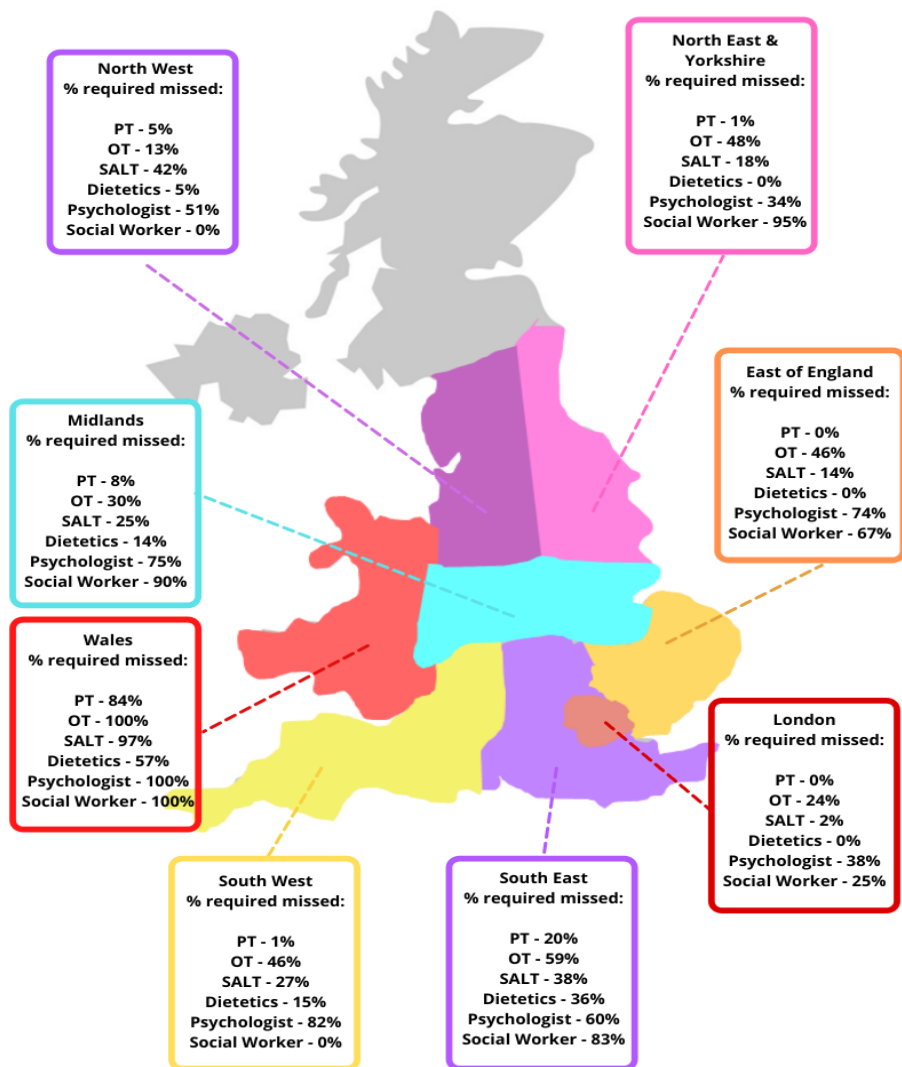 North West
% required missed:
PT - 5%
OT - 13%
SALT - 42%
Dietetics - 5%
Psychologist - 51%
Social Worker - 0%
North East &
Yorkshire
% required missed:
PT - 1%
OT - 48%
SALT - 18%
Dietetics - 0%
Psychologist - 34%
Social Worker - 95%
East of England
% required missed:
PT - 0%
OT - 46%
SALT - 14%
Dietetics - 0%
Psychologist - 74%
Social Worker - 67%
Midlands
% required missed:
PT - 8%
OT - 30%
SALT - 25%
Dietetics - 14%
Psychologist - 75%
Social Worker - 90%
Wales
% required missed:
PT - 84%
OT - 100%
SALT - 97%
Dietetics - 57%
Psychologist - 100%
Social Worker - 100%
London
% required missed:
PT - 0%
OT - 24%
SALT - 2%
Dietetics - 0%
Psychologist - 38%
Social Worker - 25%
South West
% required missed:
PT - 1%
OT - 46%
SALT - 27%
Dietetics - 15%
Psychologist - 82%
Social Worker - 0%
South East
% required missed:
PT - 20%
OT - 59%
SALT - 38%
Dietetics - 36%
Psychologist - 60%
Social Worker - 83%